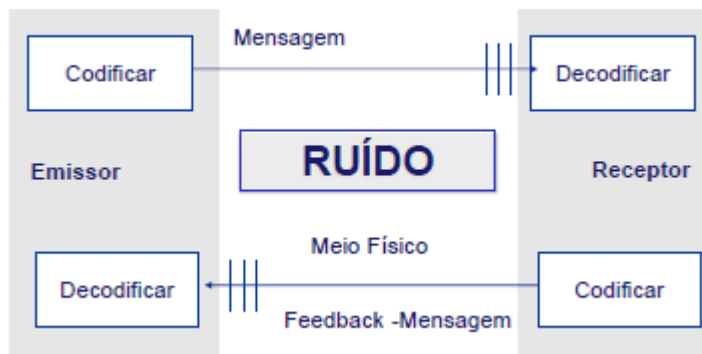 Mensagem
Codificar
Decodificar
RUÍDO
Emissor
Receptor
Meio Físico
Decodificar
Codificar
Feedback -Mensagem